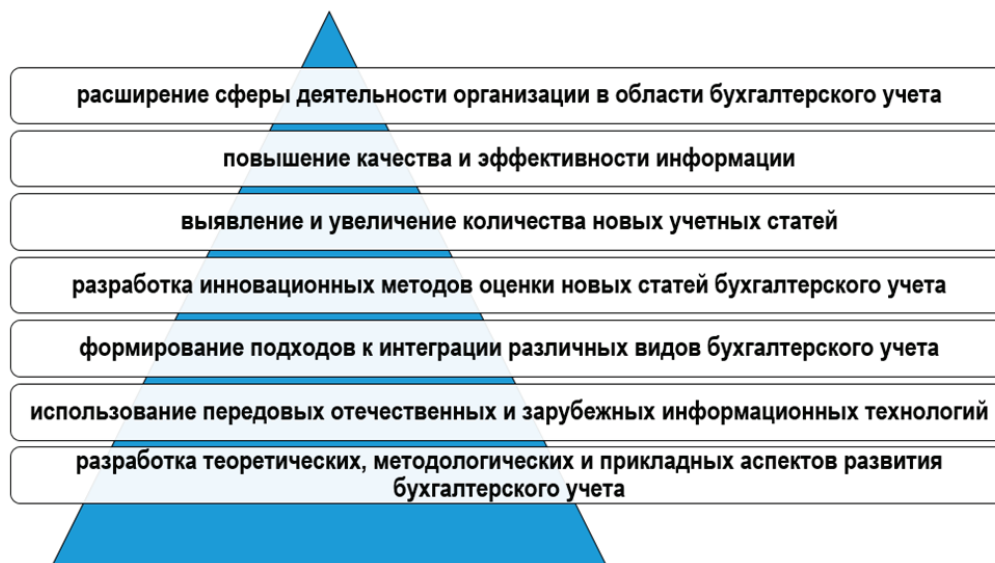 расширение сферы деятельности организации в области бухгалтерского учета
повышение качества и эффективности информации
выявление и увеличение количества новых учетных статей
разработка инновационных методов оценки новых статей бухгалтерского учета
формирование подходов к интеграции различных видов бухгалтерского учета
использование передовых отечественных и зарубежных информационных технологий
разработка теоретических, методологических и прикладных аспектов развития
бухгалтерского учета